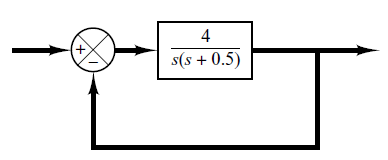 +
−
4
s(s + 0.5)